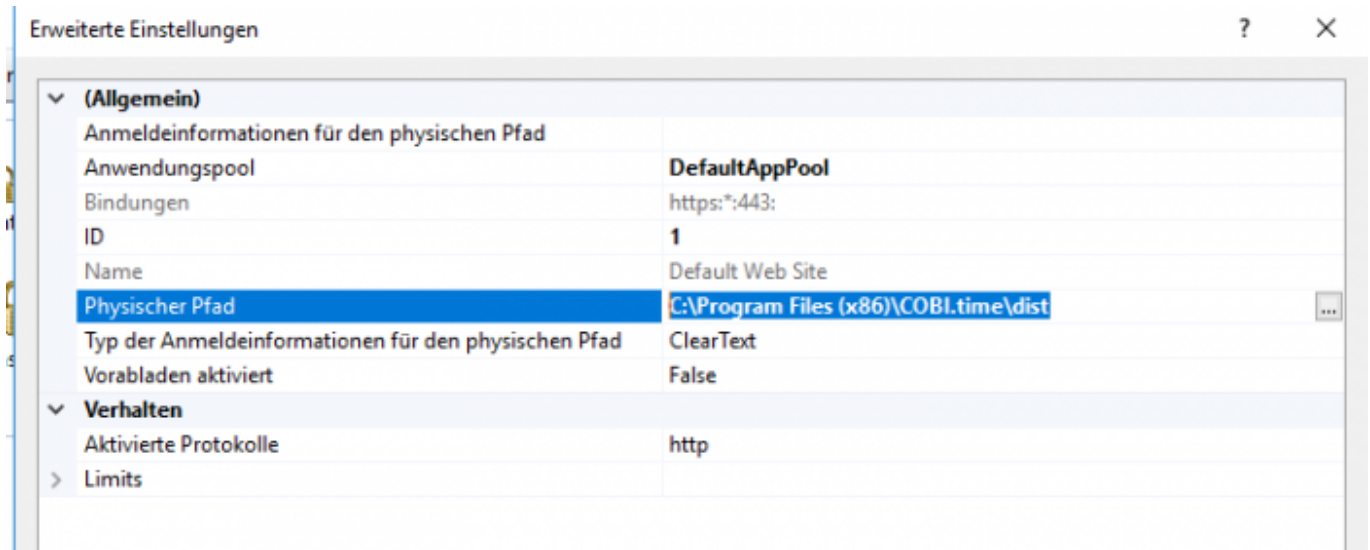 Erweiterte Einstellungen
(Allgemein)
Anmeldeinformationen für den physischen Pfad
Anwendungspool DefaultAppPool
Bindungen https:*:443:
ID 1
Name Default Web Site
Physischer Pfad C:\Program Files (x86)\COBI.time\dist ...
Typ der Anmeldeinformationen für den physischen Pfad ClearText
Vorabladen aktiviert False
Verhalten
Aktivierte Protokolle http
Limits